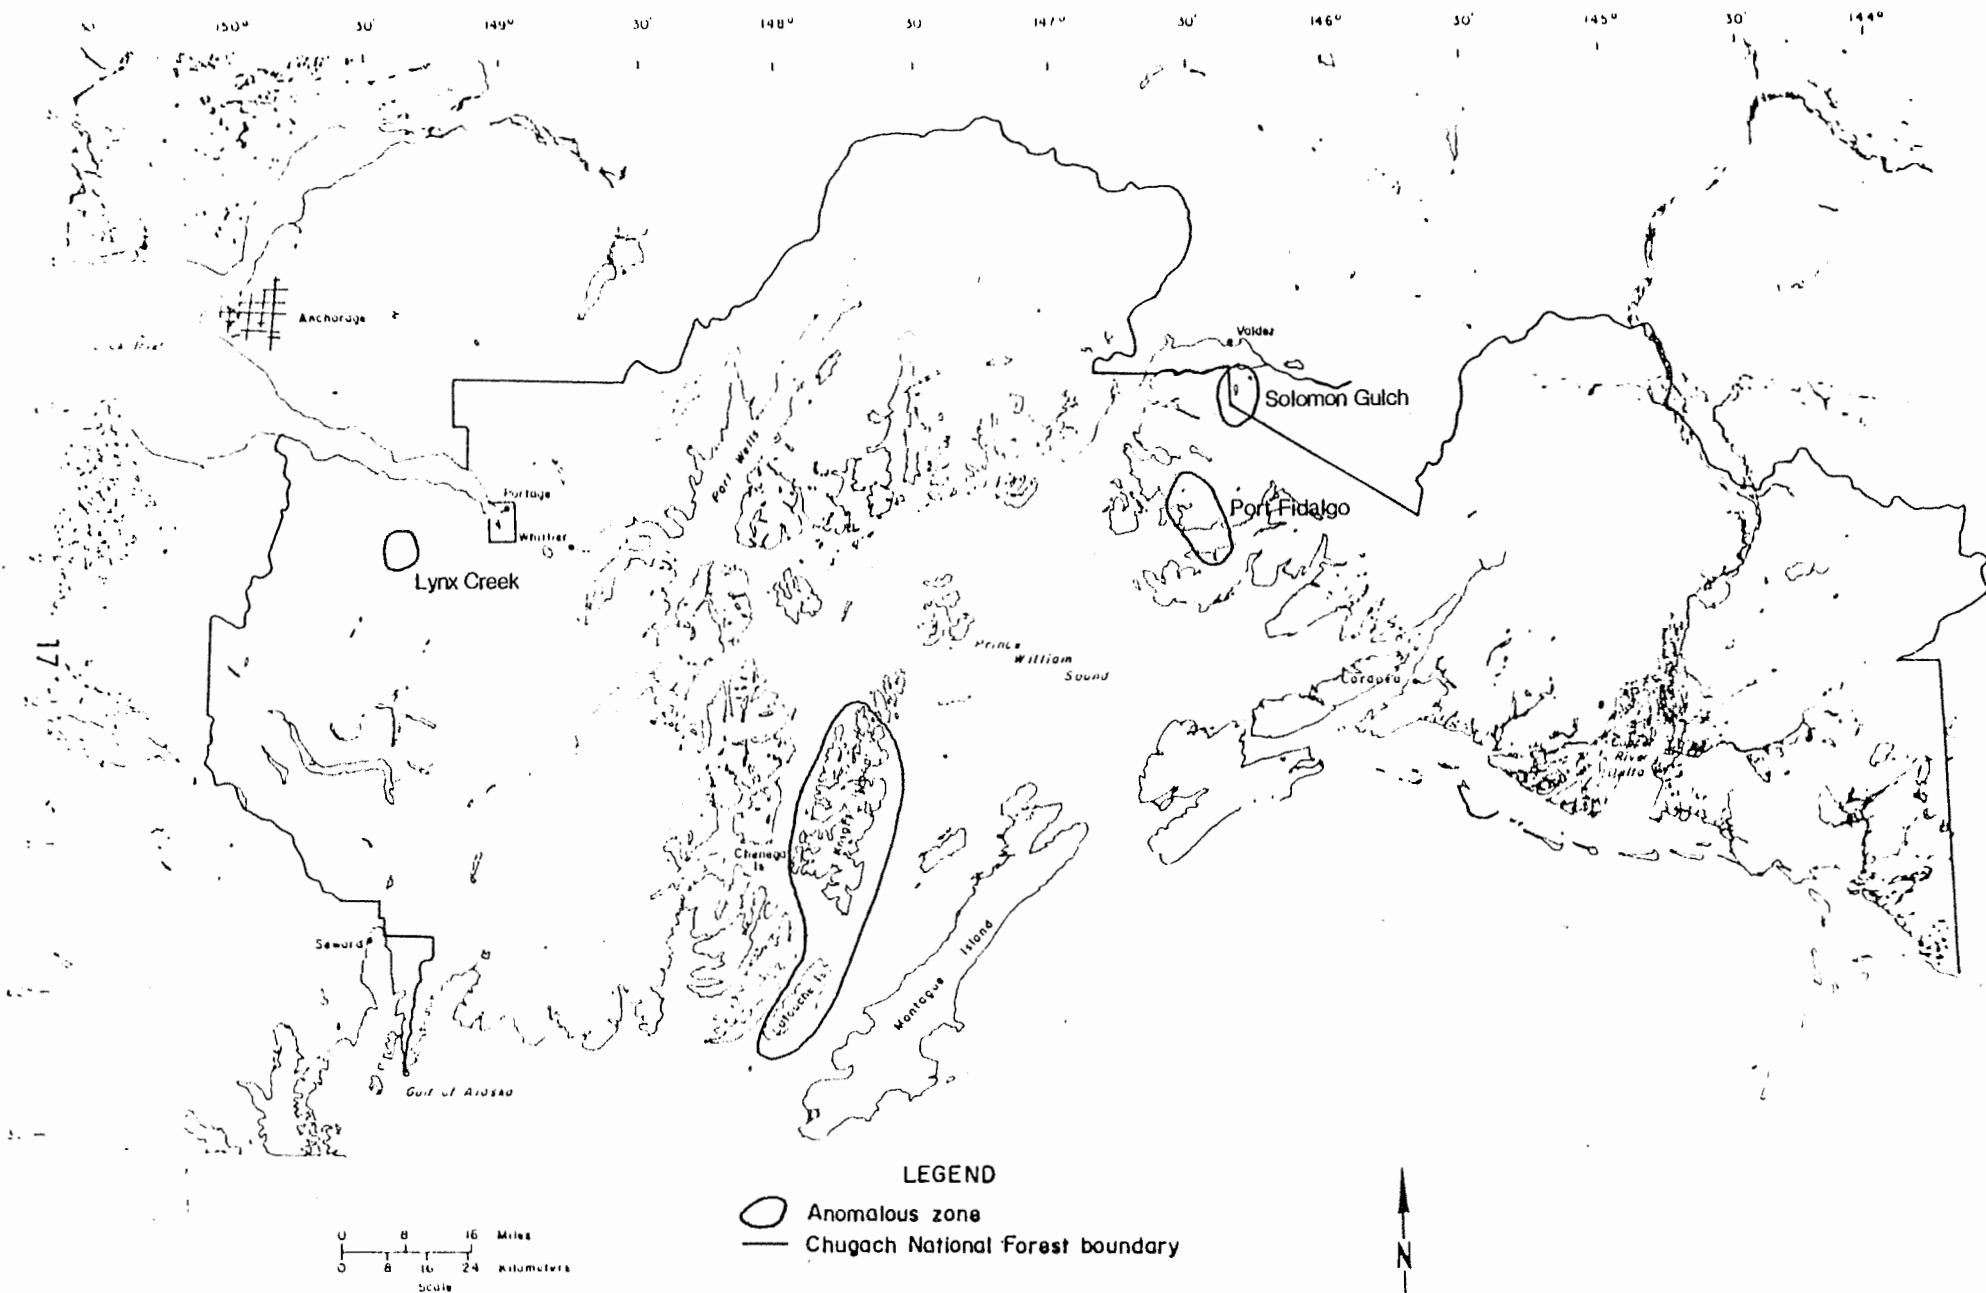 150°
30'
149°
30'
148°
30
147°
30'
146°
30'
145°
30'
144°
Anchorage
Valdez
Solomon Gulch
Port Wells
Portage
Whittier
Port Fidalgo
Lynx Creek
17
Prince
William
Sound
Cordova
River
Delta
Knight
Chenega
Is
Seward
Latouche Is
Montague Island
Gulf of Alaska
LEGEND
Anomalous zone
Chugach National Forest boundary
0 8 16 Miles
0 8 16 24 Kilometers
Scale
N